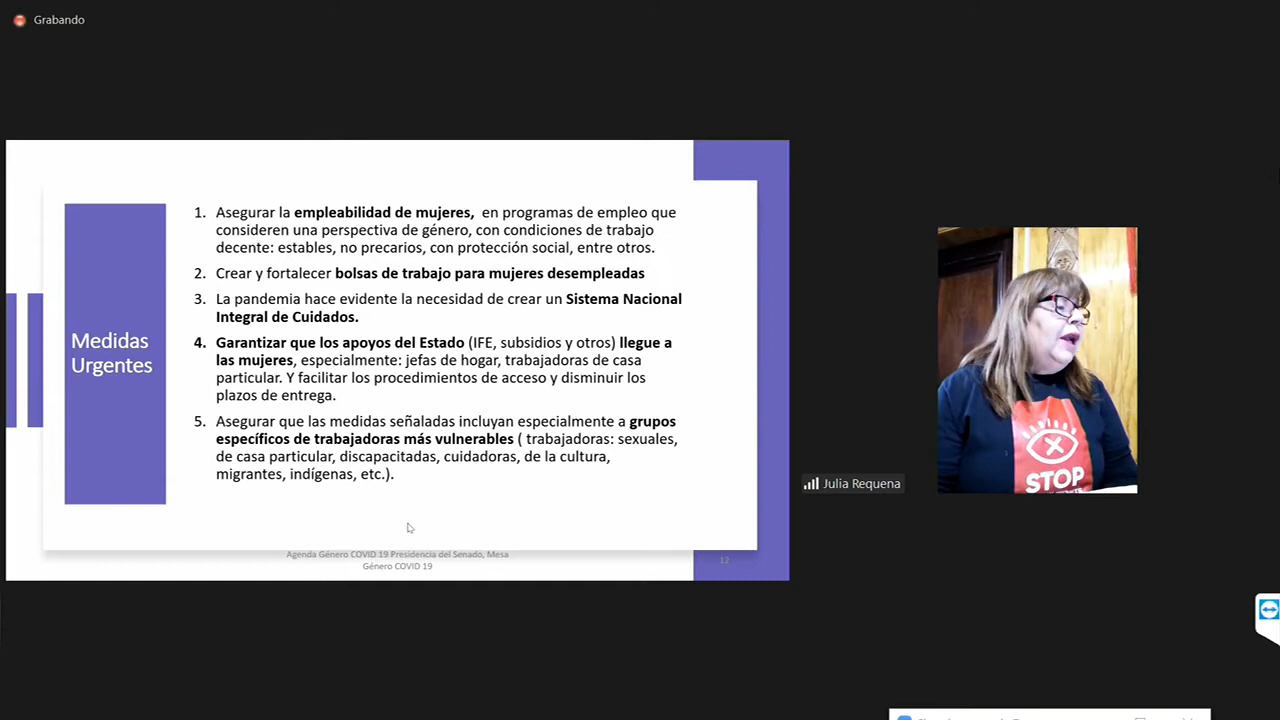 Grabando
Medidas
Urgentes
1. Asegurar la empleabilidad de mujeres, en programas de empleo que
consideren una perspectiva de género, con condiciones de trabajo
decente: estables, no precarios, con protección social, entre otros.
2. Crear y fortalecer bolsas de trabajo para mujeres desempleadas
3. La pandemia hace evidente la necesidad de crear un Sistema Nacional
Integral de Cuidados.
4. Garantizar que los apoyos del Estado (IFE, subsidios y otros) llegue a
las mujeres, especialmente: jefas de hogar, trabajadoras de casa
particular. Y facilitar los procedimientos de acceso y disminuir los
plazos de entrega.
5. Asegurar que las medidas señaladas incluyan especialmente a grupos
específicos de trabajadoras más vulnerables ( trabajadoras: sexuales,
de casa particular, discapacitadas, cuidadoras, de la cultura,
migrantes, indígenas, etc.).
Agenda Género COVID 19 Presidencia del Senado, Mesa
Género COVID 19
12
Julia Requena
STOP